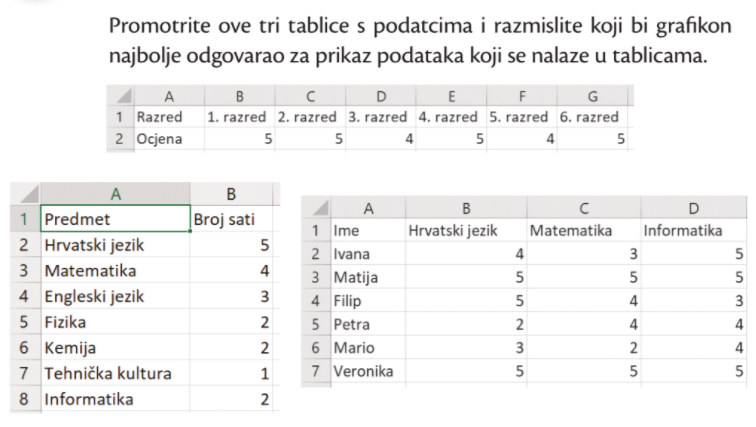 Promotrite ove tri tablice s podatcima i razmislite koji bi grafikon
najbolje odgovarao za prikaz podataka koji se nalaze u tablicama.
A B C D E F G
1 Razred 1. razred 2. razred 3. razred 4. razred 5. razred 6. razred
2 Ocjena 5 5 4 5 4 5
A B
1 Predmet Broj sati
2 Hrvatski jezik 5
3 Matematika 4
4 Engleski jezik 3
5 Fizika 2
6 Kemija 2
7 Tehnička kultura 1
8 Informatika 2
A B C D
1 Ime Hrvatski jezik Matematika Informatika
2 Ivana 4 3 5
3 Matija 5 5 5
4 Filip 5 4 3
5 Petra 2 4 4
6 Mario 3 2 4
7 Veronika 5 5 5